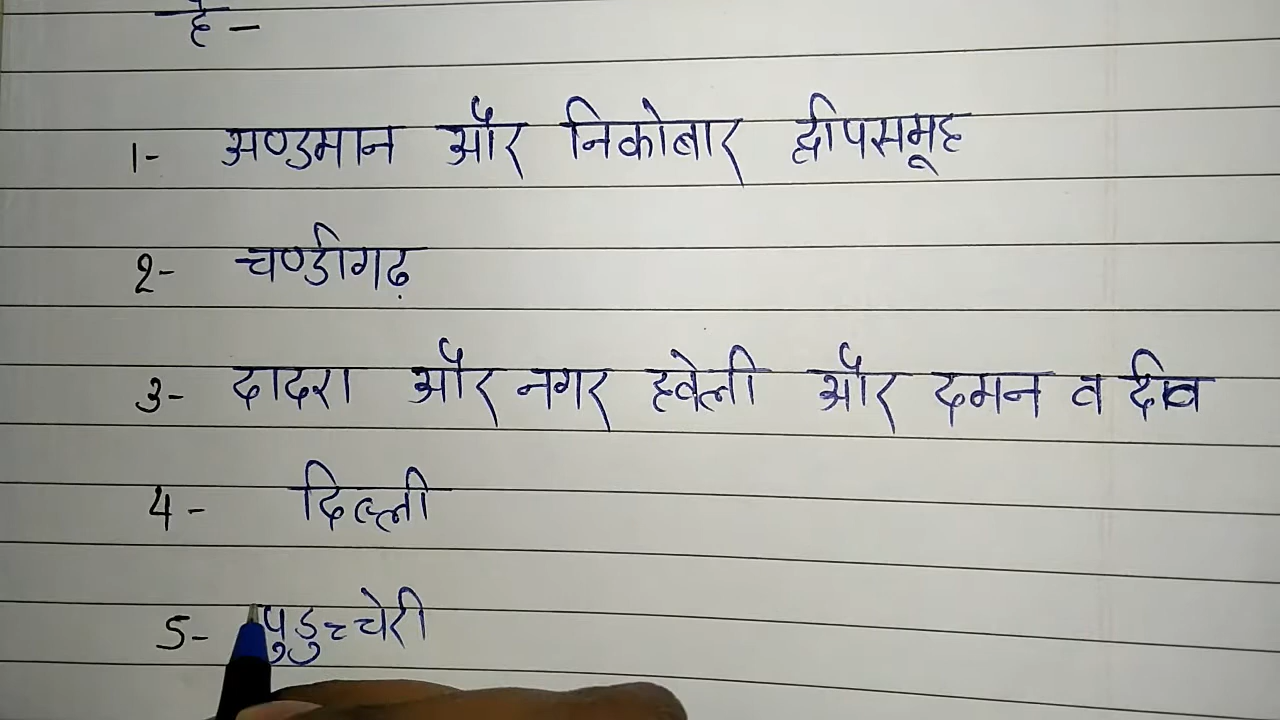 है -
1- अण्डमान और निकोबार द्वीपसमूह
2- चण्डीगढ़
3- दादरा और नगर हवेली और दमन व दीव
4- दिल्ली
5- पुडुच्चेरी